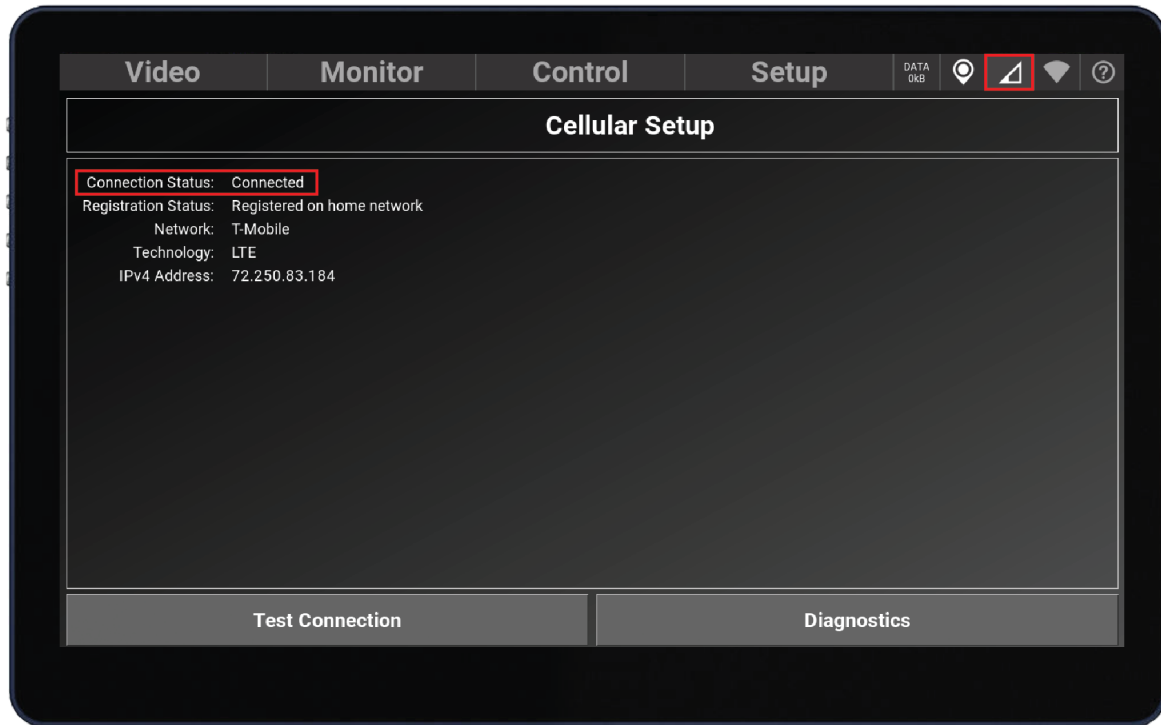 Video Monitor Control Setup DATA 0kB ?
Cellular Setup
Connection Status: Connected
Registration Status: Registered on home network
Network: T-Mobile
Technology: LTE
IPv4 Address: 72.250.83.184
Test Connection Diagnostics